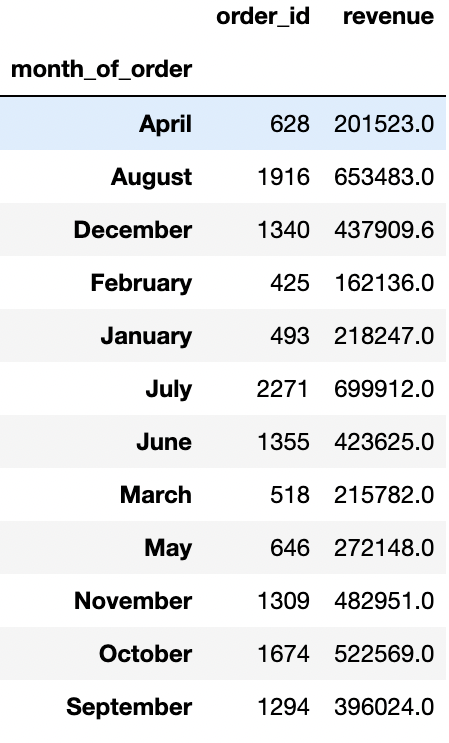 order_id revenue
month_of_order
April 628 201523.0
August 1916 653483.0
December 1340 437909.6
February 425 162136.0
January 493 218247.0
July 2271 699912.0
June 1355 423625.0
March 518 215782.0
May 646 272148.0
November 1309 482951.0
October 1674 522569.0
September 1294 396024.0